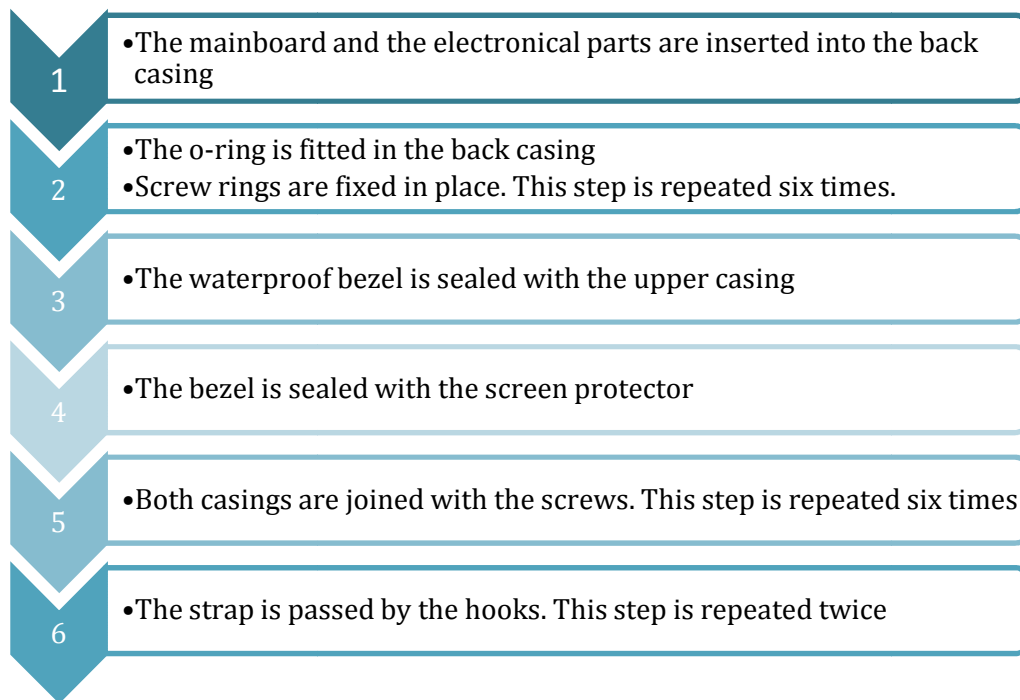 1
•The mainboard and the electronical parts are inserted into the back
casing
2
•The o-ring is fitted in the back casing
•Screw rings are fixed in place. This step is repeated six times.
3
•The waterproof bezel is sealed with the upper casing
4
•The bezel is sealed with the screen protector
5
•Both casings are joined with the screws. This step is repeated six times
6
•The strap is passed by the hooks. This step is repeated twice